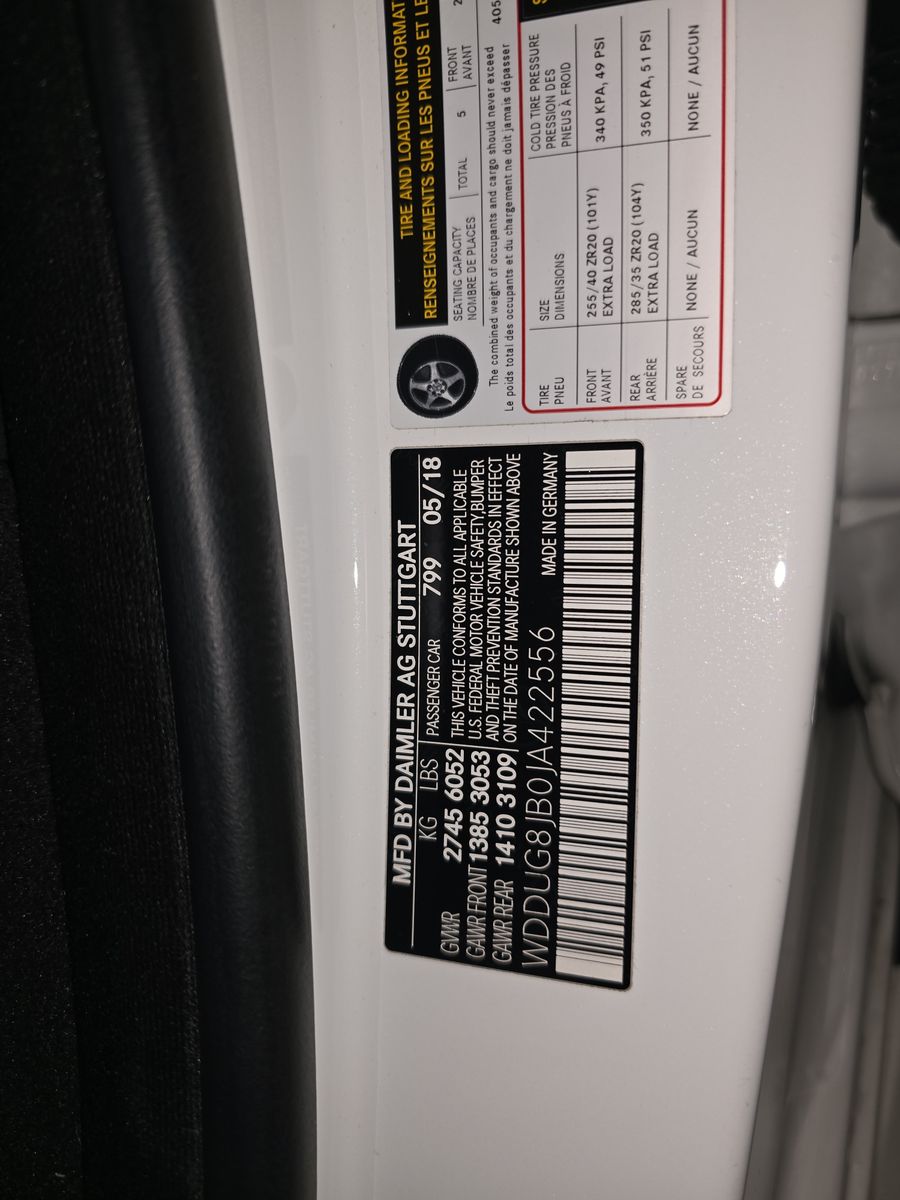 MFD BY DAIMLER AG STUTTGART
KG LBS PASSENGER CAR 799 05/18
GVWR 2745 6052
GAWR FRONT 1385 3053
GAWR REAR 1410 3109
THIS VEHICLE CONFORMS TO ALL APPLICABLE
U.S. FEDERAL MOTOR VEHICLE SAFETY,BUMPER
AND THEFT PREVENTION STANDARDS IN EFFECT
ON THE DATE OF MANUFACTURE SHOWN ABOVE
WDDUG8JB0JA422556 MADE IN GERMANY
TIRE AND LOADING
RENSEIGNEMENTS SUR LES PNEUS ET
SEATING CAPACITY
NOMBRE DE PLACES
TOTAL 5
FRONT
AVANT
2
The combined weight of occupants and cargo should never exceed 405
Le poids total des occupants et du chargement ne doit jamais dépasser
TIRE
PNEU
SIZE
DIMENSIONS
COLD TIRE PRESSURE
PRESSION DES
PNEUS À FROID
FRONT
AVANT
255/40 ZR20 (101Y)
EXTRA LOAD
340 KPA, 49 PSI
REAR
ARRIÈRE
285/35 ZR20 (104Y)
EXTRA LOAD
350 KPA, 51 PSI
SPARE
DE SECOURS
NONE / AUCUN
NONE / AUCUN